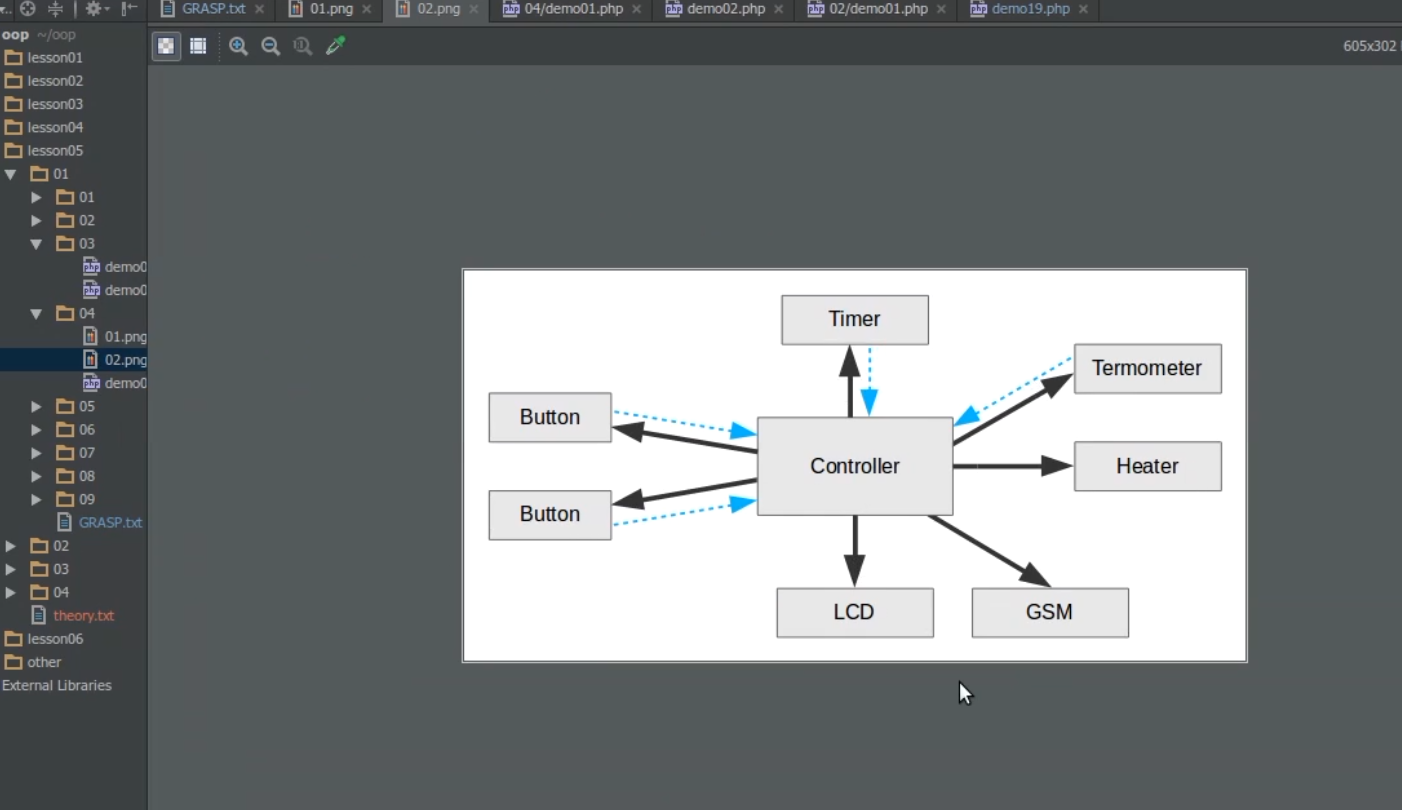 GRASP.txt
01.png
02.png
04/demo01.php
demo02.php
02/demo01.php
demo19.php
oop ~/oop
605x302
lesson01
lesson02
lesson03
lesson04
lesson05
01
01
02
03
demo0
demo0
04
01.png
02.png
demo0
05
06
07
08
09
GRASP.txt
02
03
04
theory.txt
lesson06
other
External Libraries
Timer
Termometer
Button
Controller
Heater
Button
LCD
GSM